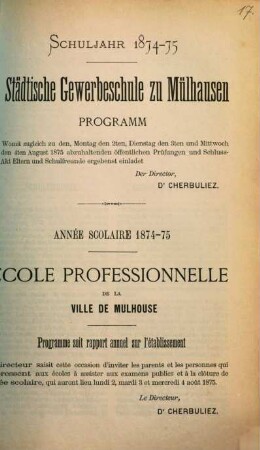 17.
SCHULJAHR 1874-75
Städtische Gewerbeschule zu Mülhausen
PROGRAMM
Womit zugleich zu den, Montag den 2ten, Dienstag den 3ten und Mittwoch
den 4ten August 1875 abzuhaltenden öffentlichen Prüfungen und Schluss-
Akt Eltern und Schulfreunde ergebenst einladet
Der Director,
Dr CHERBULIEZ.
ANNÉE SCOLAIRE 1874-75
ECOLE PROFESSIONNELLE
DE LA
VILLE DE MULHOUSE
Programme soit rapport annuel sur l'établissement
directeur saisit cette occasion d'inviter les parents et les personnes qui
ressent aux écoles à assister aux examens publics et à la clôture de
ée scolaire, qui auront lieu lundi 2, mardi 3 et mercredi 4 août 1875.
Le Directeur,
Dr CHERBULIEZ.